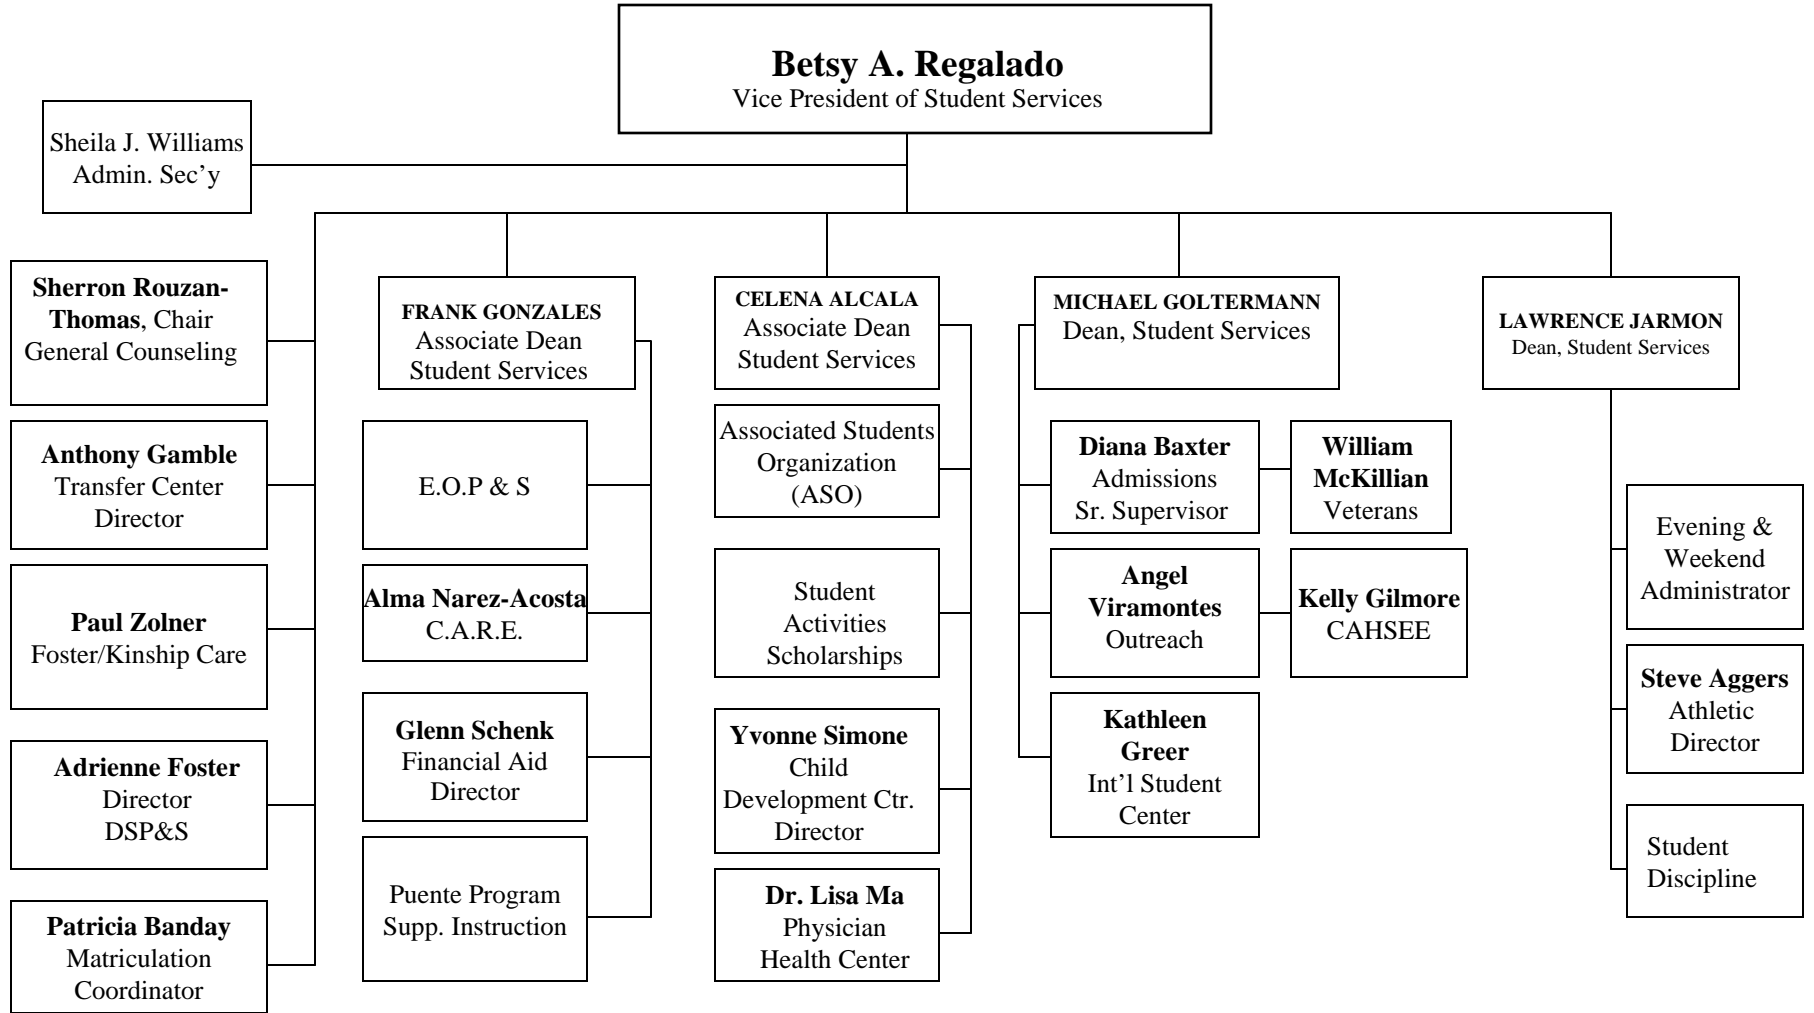 Betsy A. Regalado
Vice President of Student Services
Sheila J. Williams
Admin. Sec’y
Sherron Rouzan-
Thomas, Chair
General Counseling
Anthony Gamble
Transfer Center
Director
Paul Zolner
Foster/Kinship Care
Adrienne Foster
Director
DSP&S
Patricia Banday
Matriculation
Coordinator
FRANK GONZALES
Associate Dean
Student Services
E.O.P & S
Alma Narez-Acosta
C.A.R.E.
Glenn Schenk
Financial Aid
Director
Puente Program
Supp. Instruction
CELENA ALCALA
Associate Dean
Student Services
Associated Students
Organization
(ASO)
Student
Activities
Scholarships
Yvonne Simone
Child
Development Ctr.
Director
Dr. Lisa Ma
Physician
Health Center
MICHAEL GOLTERMANN
Dean, Student Services
Diana Baxter
Admissions
Sr. Supervisor
William
McKillian
Veterans
Angel
Viramontes
Outreach
Kelly Gilmore
CAHSEE
Kathleen
Greer
Int’l Student
Center
LAWRENCE JARMON
Dean, Student Services
Evening &
Weekend
Administrator
Steve Aggers
Athletic
Director
Student
Discipline